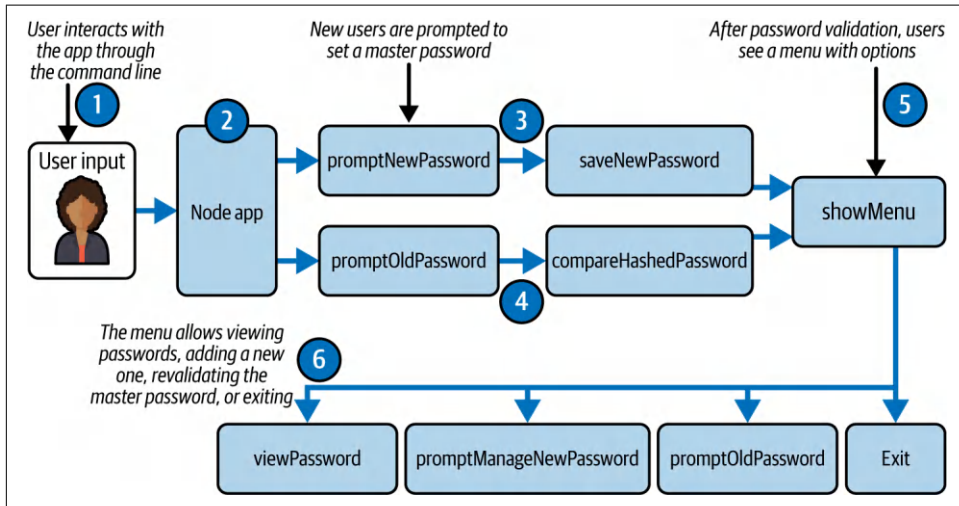 User interacts with
the app through
the command line
1
User input
2
Node app
New users are prompted to
set a master password
promptNewPassword
3
saveNewPassword
promptOldPassword
4
compareHashedPassword
After password validation, users
see a menu with options
5
showMenu
The menu allows viewing
passwords, adding a new
one, revalidating the
master password, or exiting
6
viewPassword
promptManageNewPassword
promptOldPassword
Exit